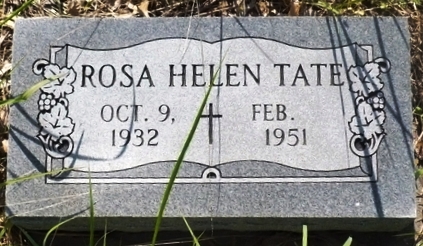 ROSA HELEN TATE
OCT. 9, FEB.
1932 1951